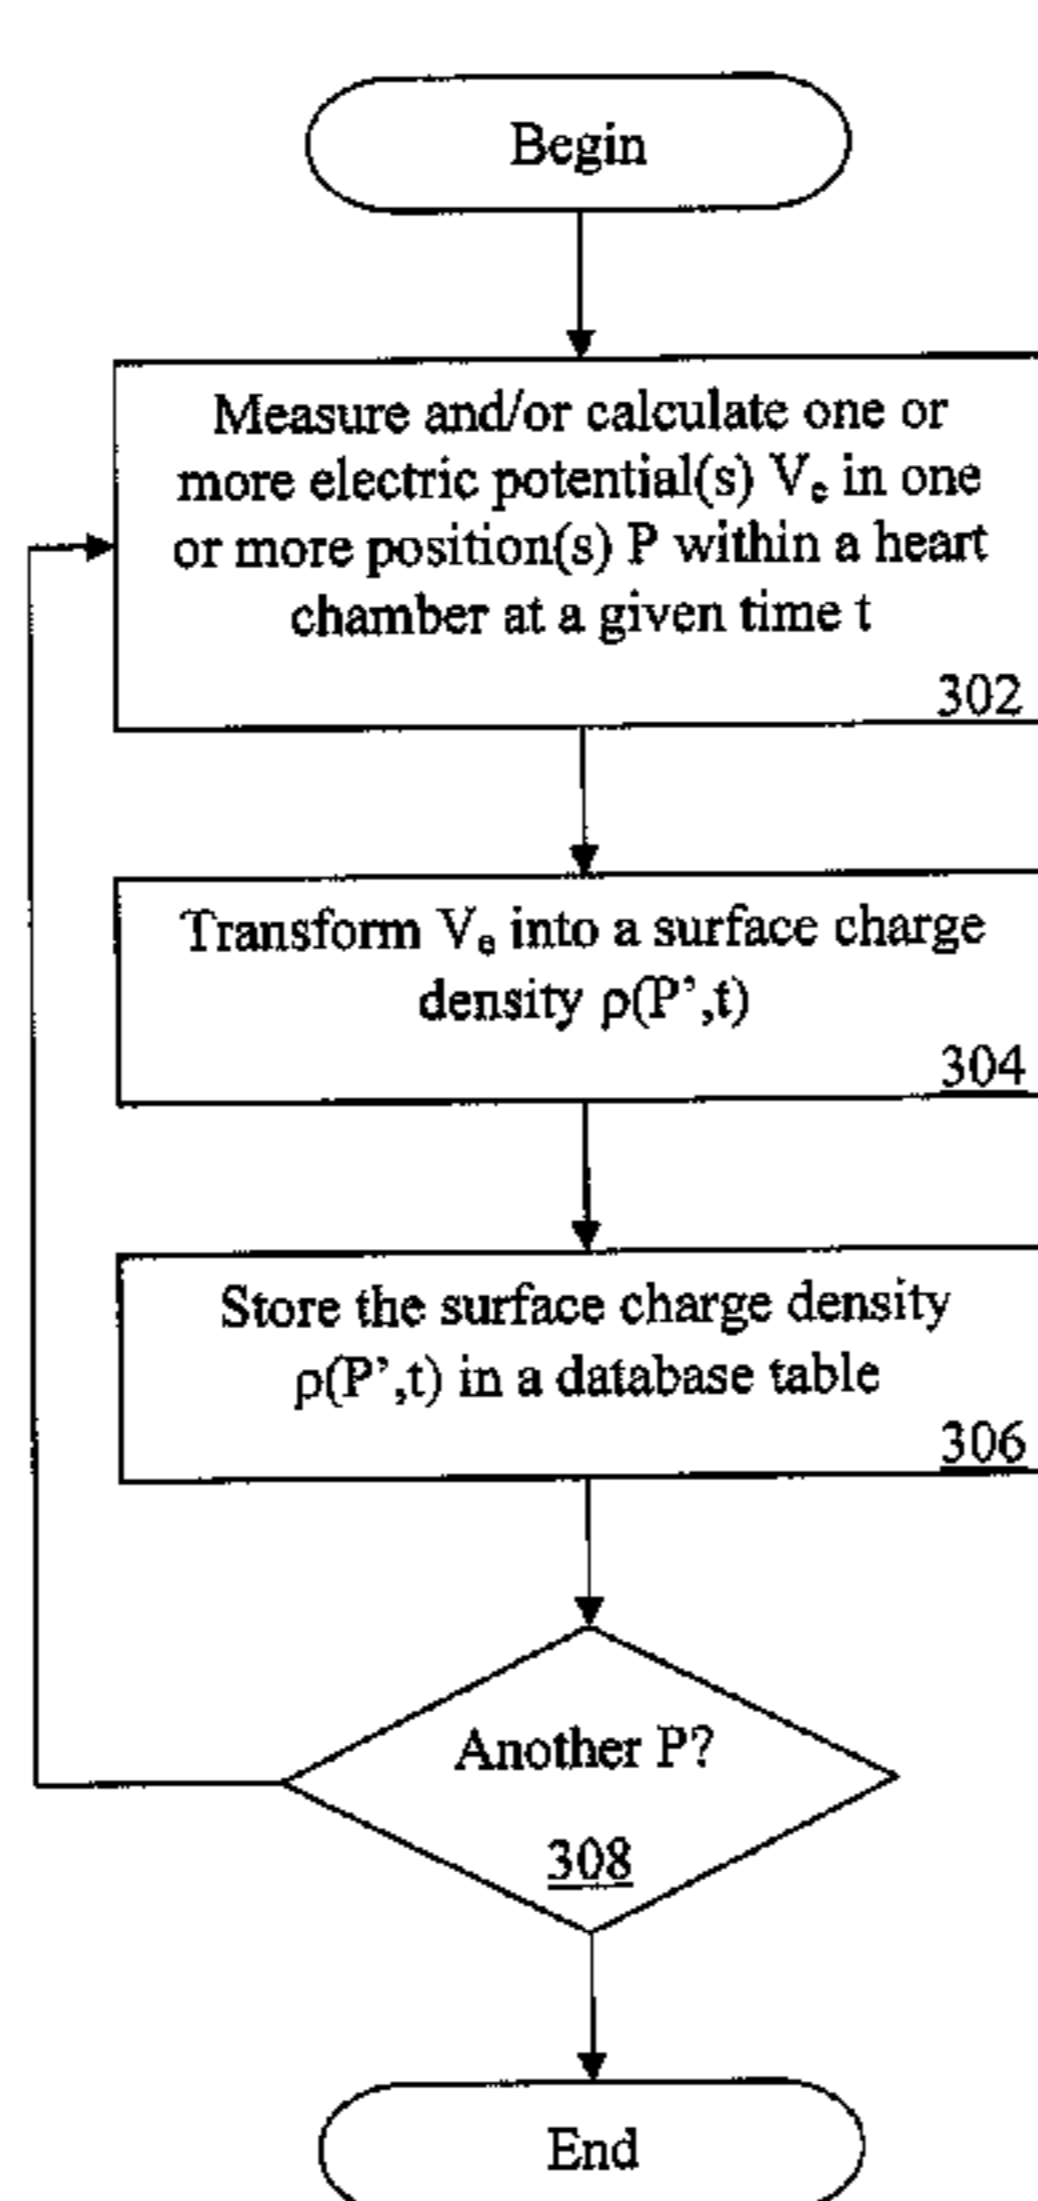 Begin
Measure and/or calculate one or
more electric potential(s) Ve in one
or more position(s) P within a heart
chamber at a given time t
302
Transform Ve into a surface charge
density ρ(P’,t)
304
Store the surface charge density
ρ(P’,t) in a database table
306
Another P?
308
End